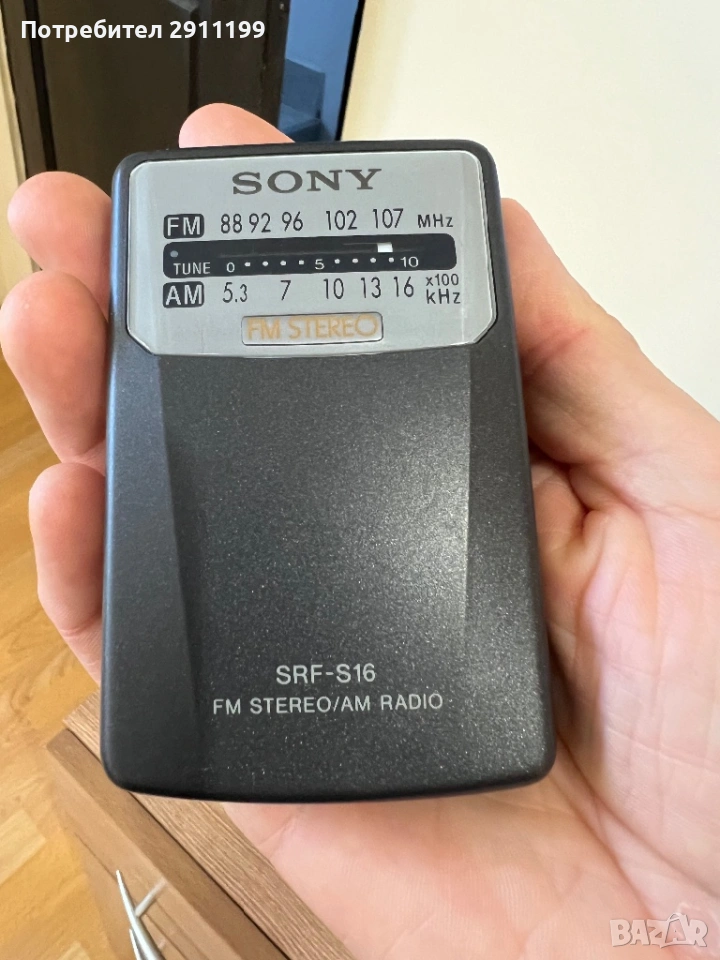 Потребител 2911199
SONY
FM 88 92 96 102 107 MHz
TUNE 0 • • • • 5 • • • • 10
AM 5.3 7 10 13 16 x100 kHz
FM STEREO
SRF-S16
FM STEREO/AM RADIO
BAZAR